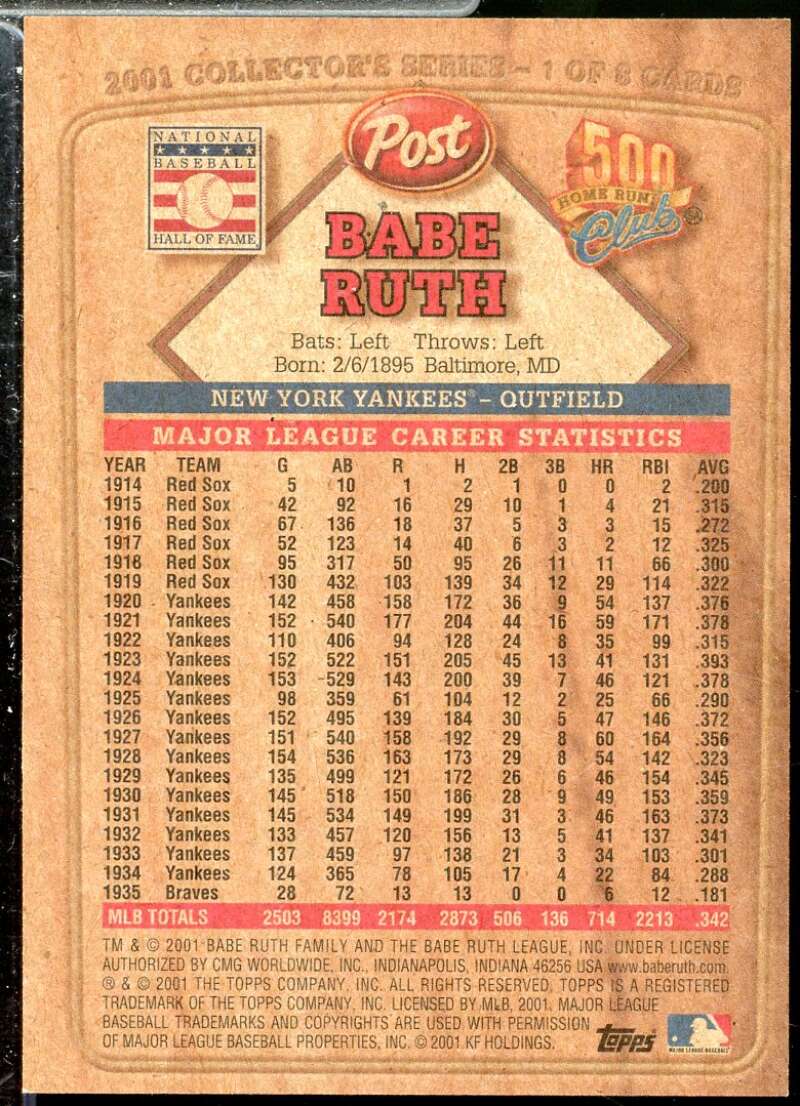 2001 COLLECTOR'S SERIES - 1 OF 8 CARDS
NATIONAL
BASEBALL
HALL OF FAME
Post
500
HOME RUN
Club
BABE
RUTH
Bats: Left Throws: Left
Born: 2/6/1895 Baltimore, MD
NEW YORK YANKEES® – OUTFIELD
MAJOR LEAGUE CAREER STATISTICS
YEAR TEAM G AB R H 2B 3B HR RBI AVG
1914 Red Sox 5 10 1 2 1 0 0 2 .200
1915 Red Sox 42 92 16 29 10 1 4 21 .315
1916 Red Sox 67 136 18 37 5 3 3 15 .272
1917 Red Sox 52 123 14 40 6 3 2 12 .325
1918 Red Sox 95 317 50 95 26 11 11 66 .300
1919 Red Sox 130 432 103 139 34 12 29 114 .322
1920 Yankees 142 458 158 172 36 9 54 137 .376
1921 Yankees 152 540 177 204 44 16 59 171 .378
1922 Yankees 110 406 94 128 24 8 35 99 .315
1923 Yankees 152 522 151 205 45 13 41 131 .393
1924 Yankees 153 529 143 200 39 7 46 121 .378
1925 Yankees 98 359 61 104 12 2 25 66 .290
1926 Yankees 152 495 139 184 30 5 47 146 .372
1927 Yankees 151 540 158 192 29 8 60 164 .356
1928 Yankees 154 536 163 173 29 8 54 142 .323
1929 Yankees 135 499 121 172 26 6 46 154 .345
1930 Yankees 145 518 150 186 28 9 49 153 .359
1931 Yankees 145 534 149 199 31 3 46 163 .373
1932 Yankees 133 457 120 156 13 5 41 137 .341
1933 Yankees 137 459 97 138 21 3 34 103 .301
1934 Yankees 124 365 78 105 17 4 22 84 .288
1935 Braves 28 72 13 13 0 0 6 12 .181
MLB TOTALS 2503 8399 2174 2873 506 136 714 2213 .342
TM & © 2001 BABE RUTH FAMILY AND THE BABE RUTH LEAGUE, INC. UNDER LICENSE
AUTHORIZED BY CMG WORLDWIDE, INC., INDIANAPOLIS, INDIANA 46256 USA www.baberuth.com.
® & © 2001 THE TOPPS COMPANY, INC. ALL RIGHTS RESERVED. TOPPS IS A REGISTERED
TRADEMARK OF THE TOPPS COMPANY, INC. LICENSED BY MLB, 2001. MAJOR LEAGUE
BASEBALL TRADEMARKS AND COPYRIGHTS ARE USED WITH PERMISSION
OF MAJOR LEAGUE BASEBALL PROPERTIES, INC. © 2001 KF HOLDINGS.
Topps
MAJOR LEAGUE BASEBALL